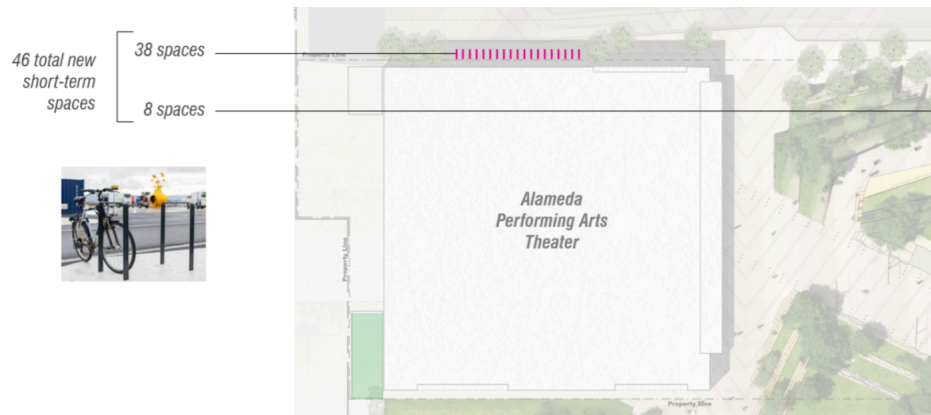 38 spaces
46 total new
short-term
spaces
8 spaces
Property Line
Alameda
Performing Arts
Theater
Property Line
Property Line